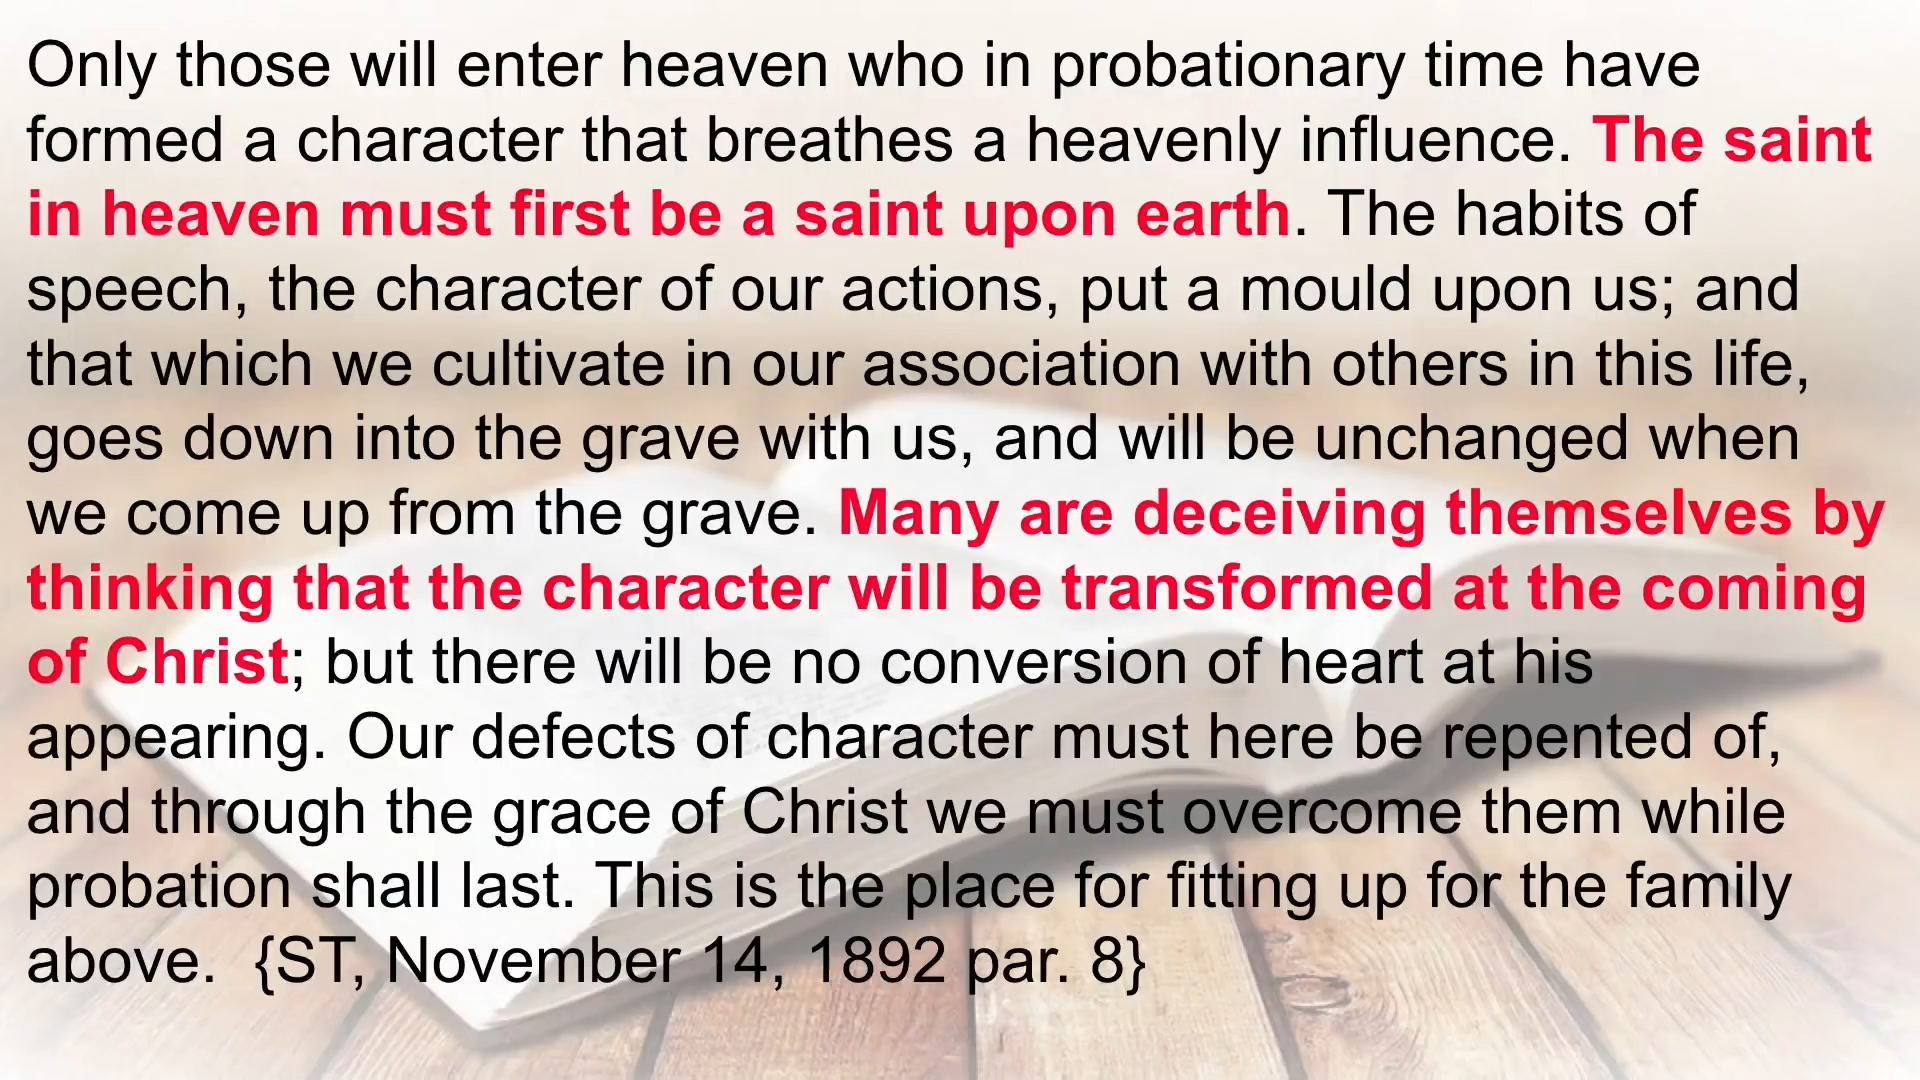 Only those will enter heaven who in probationary time have
formed a character that breathes a heavenly influence. The saint
in heaven must first be a saint upon earth. The habits of
speech, the character of our actions, put a mould upon us; and
that which we cultivate in our association with others in this life,
goes down into the grave with us, and will be unchanged when
we come up from the grave. Many are deceiving themselves by
thinking that the character will be transformed at the coming
of Christ; but there will be no conversion of heart at his
appearing. Our defects of character must here be repented of,
and through the grace of Christ we must overcome them while
probation shall last. This is the place for fitting up for the family
above.  {ST, November 14, 1892 par. 8}